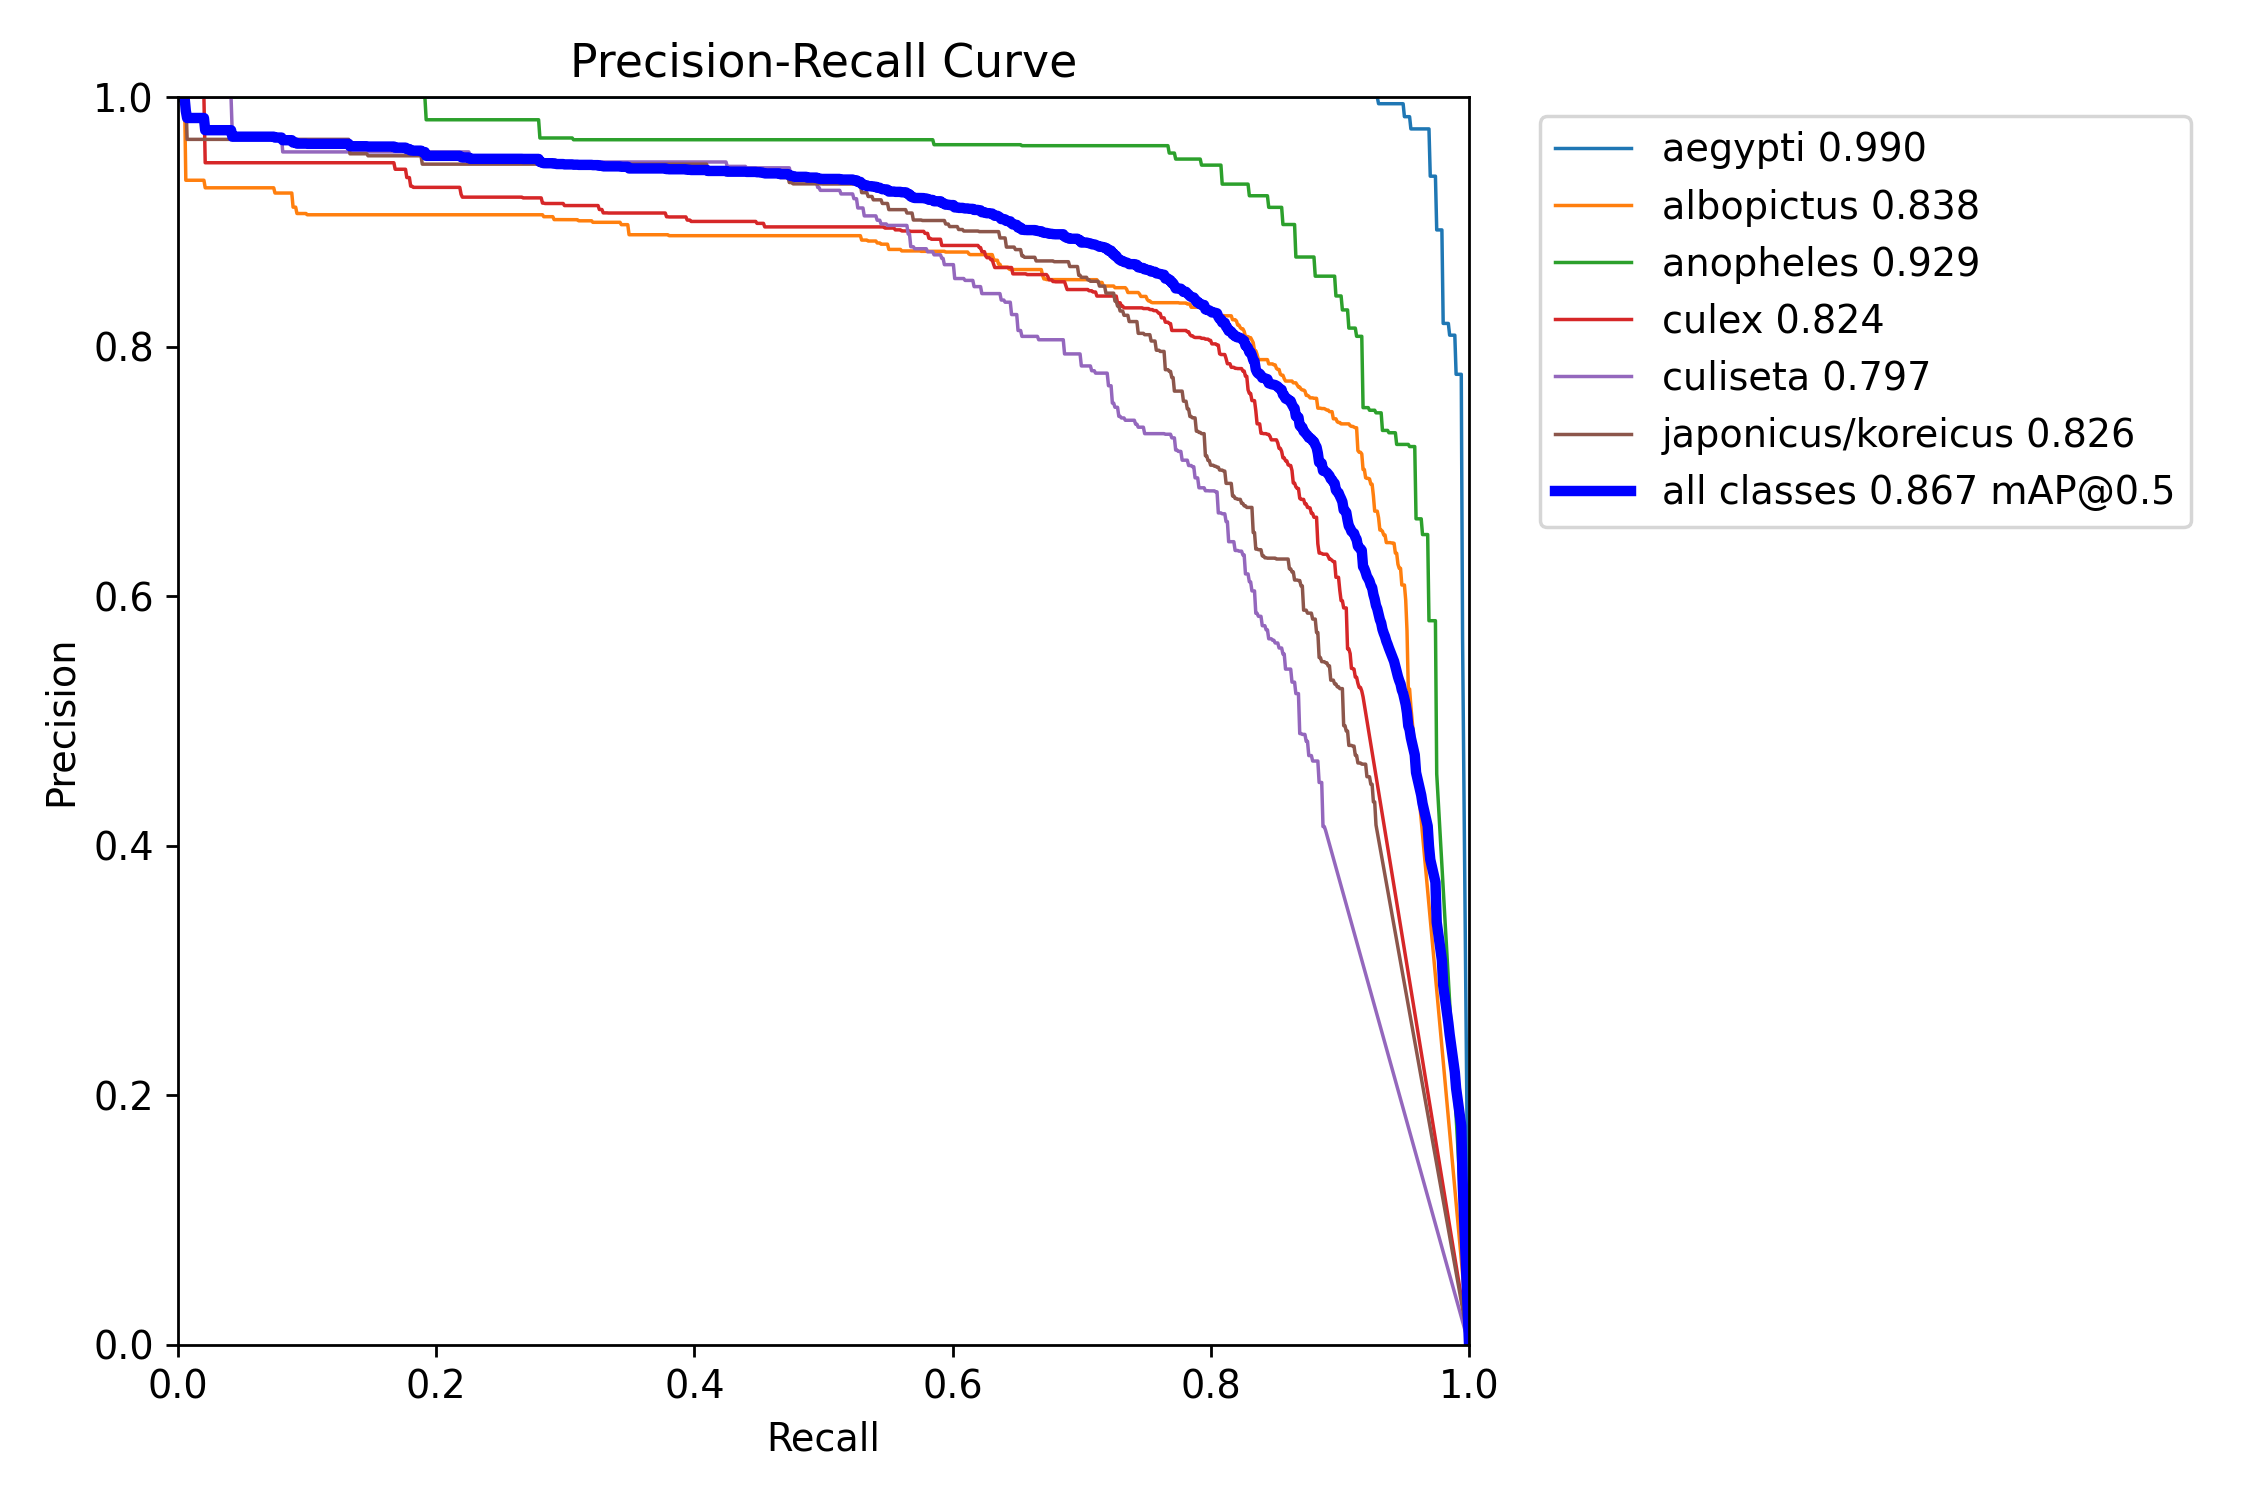 Precision-Recall Curve
1.0
0.8
0.6
0.4
0.2
0.0
Precision
0.0 0.2 0.4 0.6 0.8 1.0
Recall
aegypti 0.990
albopictus 0.838
anopheles 0.929
culex 0.824
culiseta 0.797
japonicus/koreicus 0.826
all classes 0.867 mAP@0.5